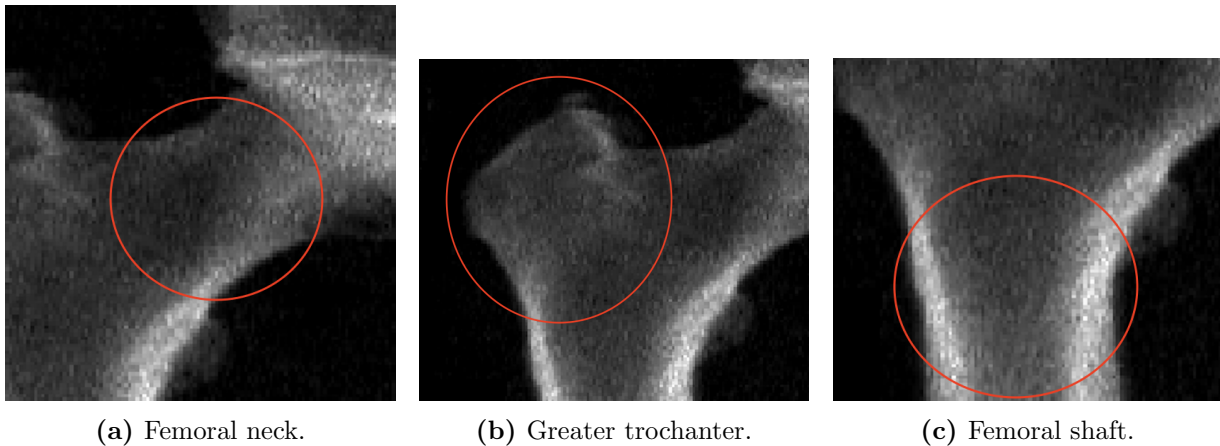 (a) Femoral neck.
(b) Greater trochanter.
(c) Femoral shaft.